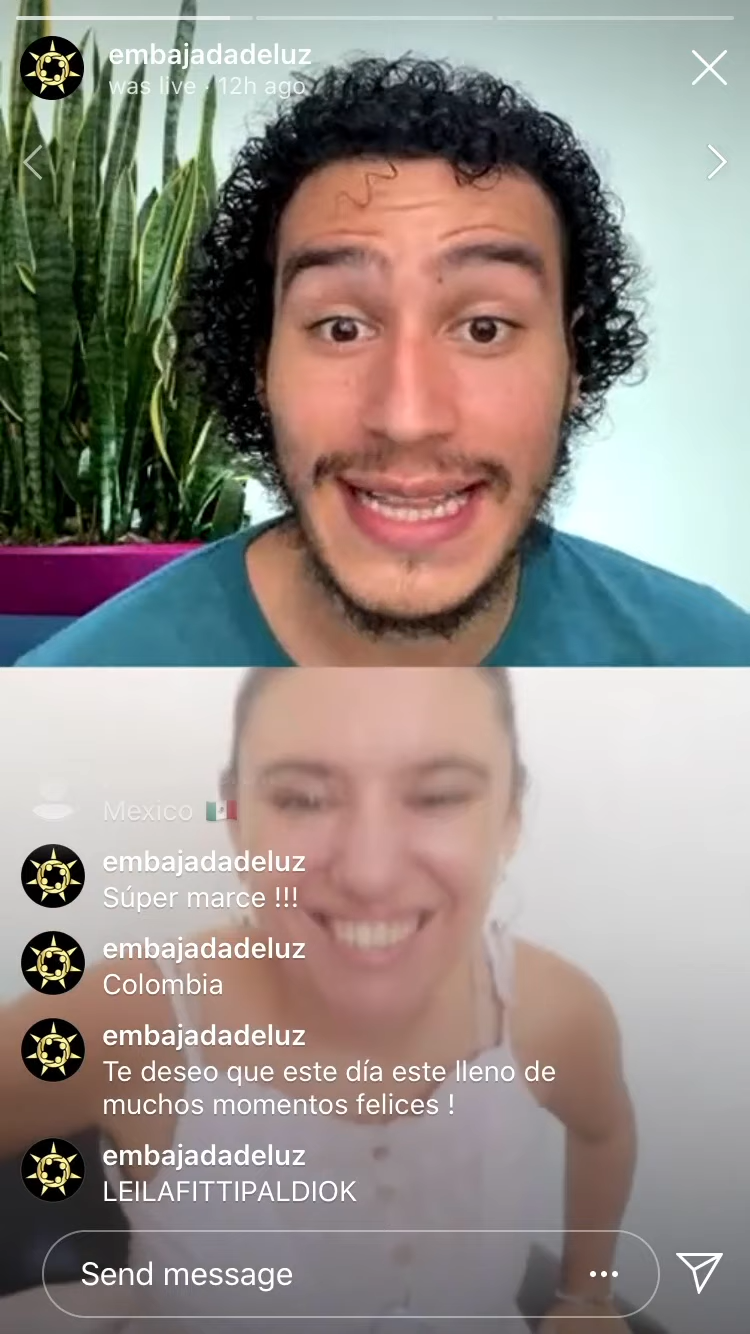 embajadadeluz
was live · 12h ago
Mexico 🇲🇽
embajadadeluz
Súper marce !!!
embajadadeluz
Colombia
embajadadeluz
Te deseo que este día este lleno de
muchos momentos felices !
embajadadeluz
LEILAFITTIPALDIOK
Send message